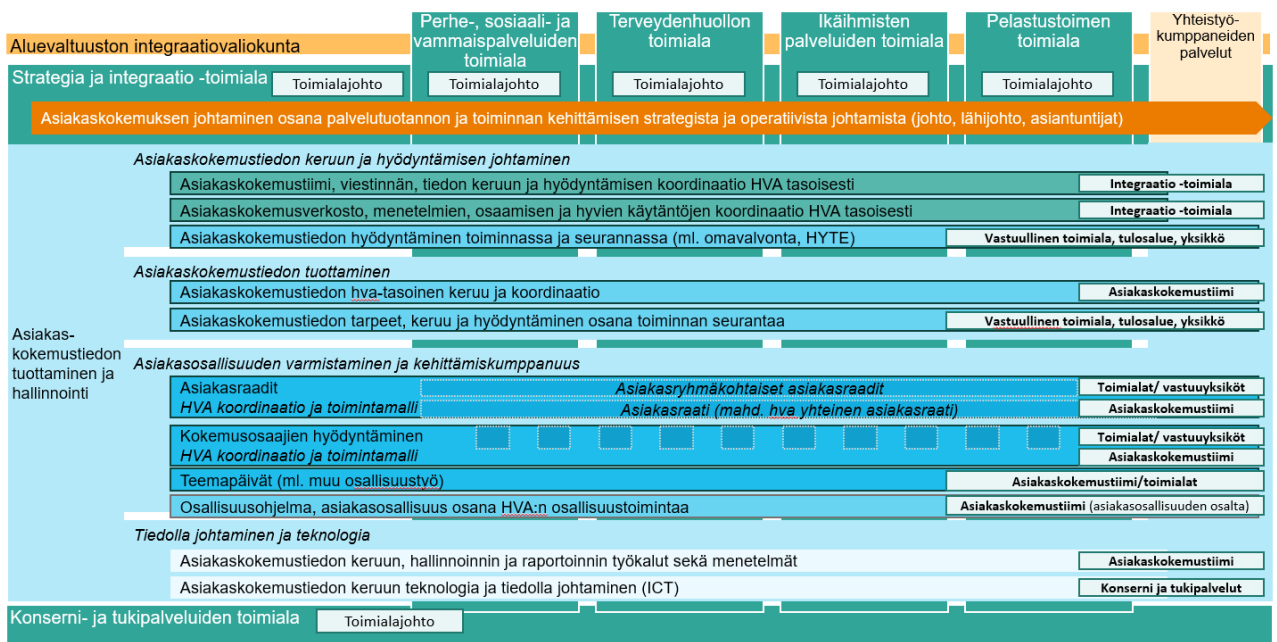 Perhe-, sosiaali- ja
vammaispalveluiden
toimiala
Terveydenhuollon
toimiala
Ikäihmisten
palveluiden toimiala
Pelastustoimen
toimiala
Yhteistyö-
kumppaneiden
palvelut
Aluevaltuuston integraatiovaliokunta
Strategia ja integraatio -toimiala
Toimialajohto
Toimialajohto
Toimialajohto
Toimialajohto
Toimialajohto
Asiakaskokemuksen johtaminen osana palvelutuotannon ja toiminnan kehittämisen strategista ja operatiivista johtamista (johto, lähijohto, asiantuntijat)
Asiakas-
kokemustiedon
tuottaminen ja
hallinnointi
Asiakaskokemustiedon keruun ja hyödyntämisen johtaminen
Asiakaskokemustiimi, viestinnän, tiedon keruun ja hyödyntämisen koordinaatio HVA tasoisesti
Integraatio -toimiala
Asiakaskokemusverkosto, menetelmien, osaamisen ja hyvien käytäntöjen koordinaatio HVA tasoisesti
Integraatio -toimiala
Asiakaskokemustiedon hyödyntäminen toiminnassa ja seurannassa (ml. omavalvonta, HYTE)
Vastuullinen toimiala, tulosalue, yksikkö
Asiakaskokemustiedon tuottaminen
Asiakaskokemustiedon hva-tasoinen keruu ja koordinaatio
Asiakaskokemustiimi
Asiakaskokemustiedon tarpeet, keruu ja hyödyntäminen osana toiminnan seurantaa
Vastuullinen toimiala, tulosalue, yksikkö
Asiakasosallisuuden varmistaminen ja kehittämiskumppanuus
Asiakasraadit
Asiakasryhmäkohtaiset asiakasraadit
Toimialat/ vastuuyksiköt
HVA koordinaatio ja toimintamalli
Asiakasraati (mahd. hva yhteinen asiakasraati)
Asiakaskokemustiimi
Kokemusosaajien hyödyntäminen
Toimialat/ vastuuyksiköt
HVA koordinaatio ja toimintamalli
Asiakaskokemustiimi
Teemapäivät (ml. muu osallisuustyö)
Asiakaskokemustiimi/toimialat
Osallisuusohjelma, asiakasosallisuus osana HVA:n osallisuustoimintaa
Asiakaskokemustiimi (asiakasosallisuuden osalta)
Tiedolla johtaminen ja teknologia
Asiakaskokemustiedon keruun, hallinnoinnin ja raportoinnin työkalut sekä menetelmät
Asiakaskokemustiimi
Asiakaskokemustiedon keruun teknologia ja tiedolla johtaminen (ICT)
Konserni ja tukipalvelut
Konserni- ja tukipalveluiden toimiala
Toimialajohto